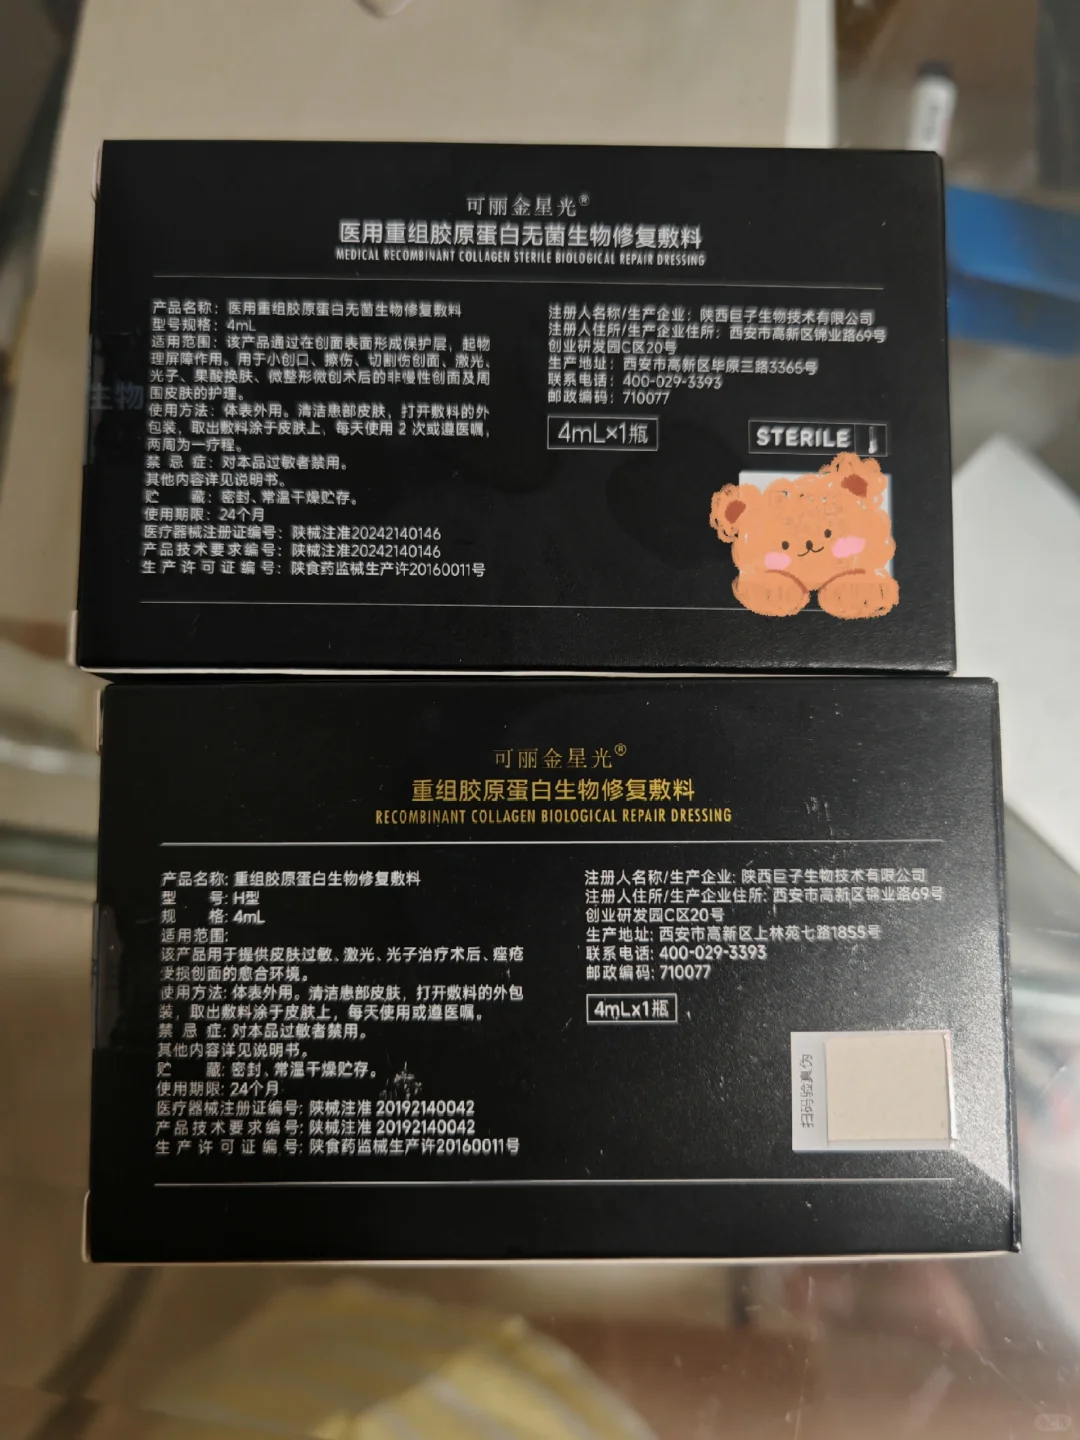 可丽金星光®
医用重组胶原蛋白无菌生物修复敷料
MEDICAL RECOMBINANT COLLAGEN STERILE BIOLOGICAL REPAIR DRESSING
产品名称：医用重组胶原蛋白无菌生物修复敷料
型号规格：4mL
适用范围：该产品通过在创面表面形成保护层，起物
理屏障作用。用于小创口、擦伤、切割伤创面、激光、
光子、果酸换肤、微整形微创术后的非慢性创面及周
围皮肤的护理。
使用方法：体表外用。清洁患部皮肤，打开敷料的外
包装，取出敷料涂于皮肤上，每天使用 2 次或遵医嘱，
两周为一疗程。
禁 忌 症：对本品过敏者禁用。
其他内容详见说明书。
贮 藏：密封、常温干燥贮存。
使用期限：24个月
医疗器械注册证编号：陕械注准20242140146
产品技术要求编号：陕械注准20242140146
生产许可证编号：陕食药监械生产许20160011号
注册人名称/生产企业：陕西巨子生物技术有限公司
注册人住所/生产企业住所：西安市高新区锦业路69号
创业研发园C区20号
生产地址：西安市高新区毕原三路3365号
联系电话：400-029-3393
邮政编码：710077
4mL×1瓶
STERILE
生物
可丽金星光®
重组胶原蛋白生物修复敷料
RECOMBINANT COLLAGEN BIOLOGICAL REPAIR DRESSING
产品名称: 重组胶原蛋白生物修复敷料
型 号: H型
规 格: 4mL
适用范围:
该产品用于提供皮肤过敏、激光、光子治疗术后、痤疮
受损创面的愈合环境。
使用方法: 体表外用。清洁患部皮肤，打开敷料的外包
装，取出敷料涂于皮肤上，每天使用或遵医嘱。
禁 忌 症: 对本品过敏者禁用。
其他内容详见说明书。
贮 藏: 密封、常温干燥贮存。
使用期限: 24个月
医疗器械注册证编号: 陕械注准 20192140042
产品技术要求编号: 陕械注准 20192140042
生产许可证编号: 陕食药监械生产许20160011号
注册人名称/生产企业: 陕西巨子生物技术有限公司
注册人住所/生产企业住所: 西安市高新区锦业路69号
创业研发园C区20号
生产地址: 西安市高新区上林苑七路1855号
联系电话: 400-029-3393
邮政编码: 710077
4mLx1瓶
扫码辨真伪